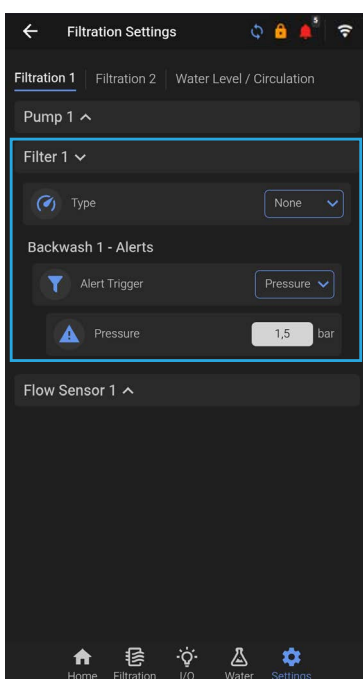 Filtration Settings
5
Filtration 1 Filtration 2 Water Level / Circulation
Pump 1
Filter 1
Type None
Backwash 1 - Alerts
Alert Trigger Pressure
Pressure 1,5 bar
Flow Sensor 1
Home Filtration I/O Water Settings